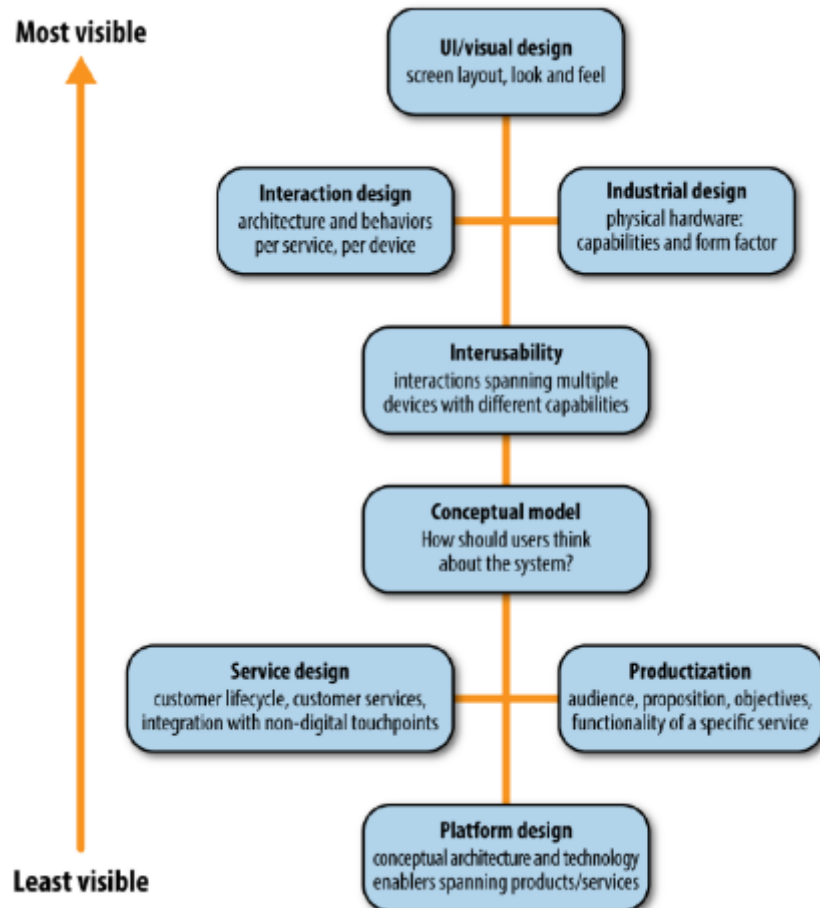 Most visible
UI/visual design
screen layout, look and feel
Interaction design
architecture and behaviors
per service, per device
Industrial design
physical hardware:
capabilities and form factor
Interusability
interactions spanning multiple
devices with different capabilities
Conceptual model
How should users think
about the system?
Service design
customer lifecycle, customer services,
integration with non-digital touchpoints
Productization
audience, proposition, objectives,
functionality of a specific service
Platform design
conceptual architecture and technology
enablers spanning products/services
Least visible